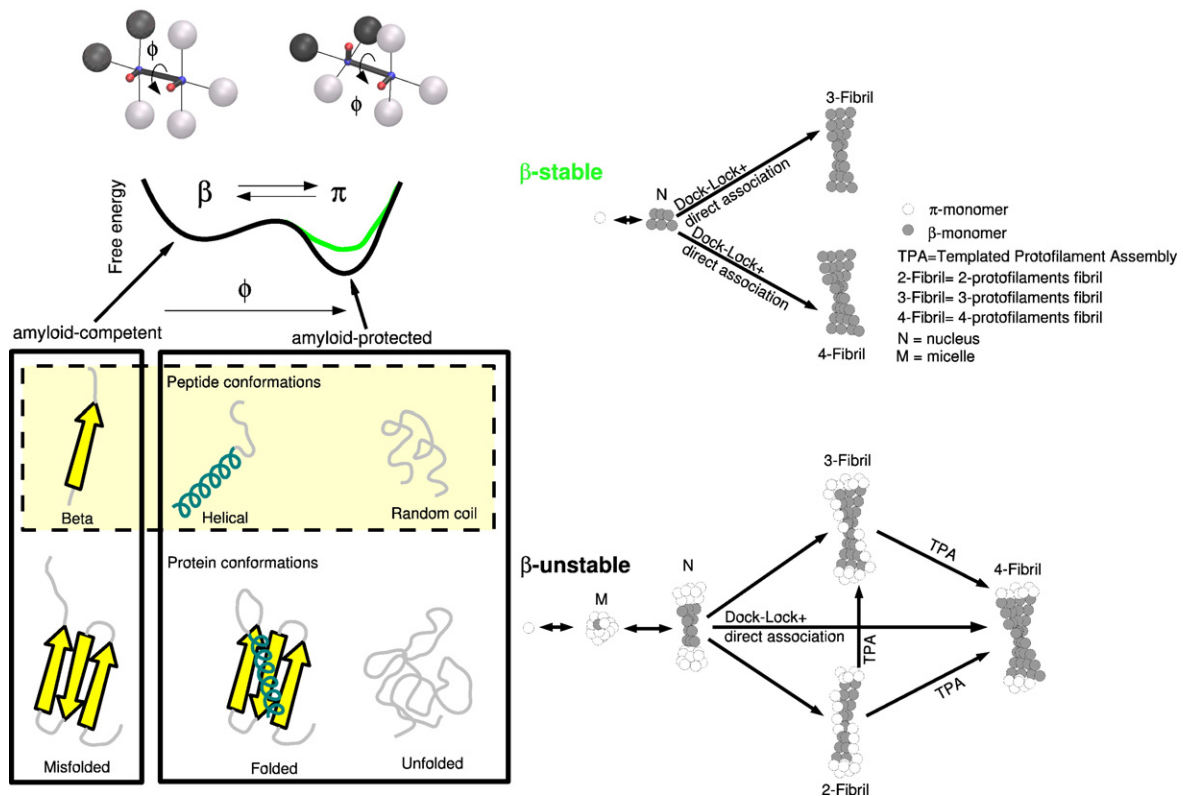 ϕ
ϕ
Free energy
β
π
ϕ
amyloid-competent
amyloid-protected
Peptide conformations
Beta
Helical
Random coil
Protein conformations
Misfolded
Folded
Unfolded
β-stable
N
Dock-Lock+
direct association
Dock-Lock+
direct association
3-Fibril
4-Fibril
π-monomer
β-monomer
TPA=Templated Protofilament Assembly
2-Fibril= 2-protofilaments fibril
3-Fibril= 3-protofilaments fibril
4-Fibril= 4-protofilaments fibril
N = nucleus
M = micelle
β-unstable
M
N
3-Fibril
TPA
4-Fibril
Dock-Lock+
direct association
TPA
TPA
2-Fibril